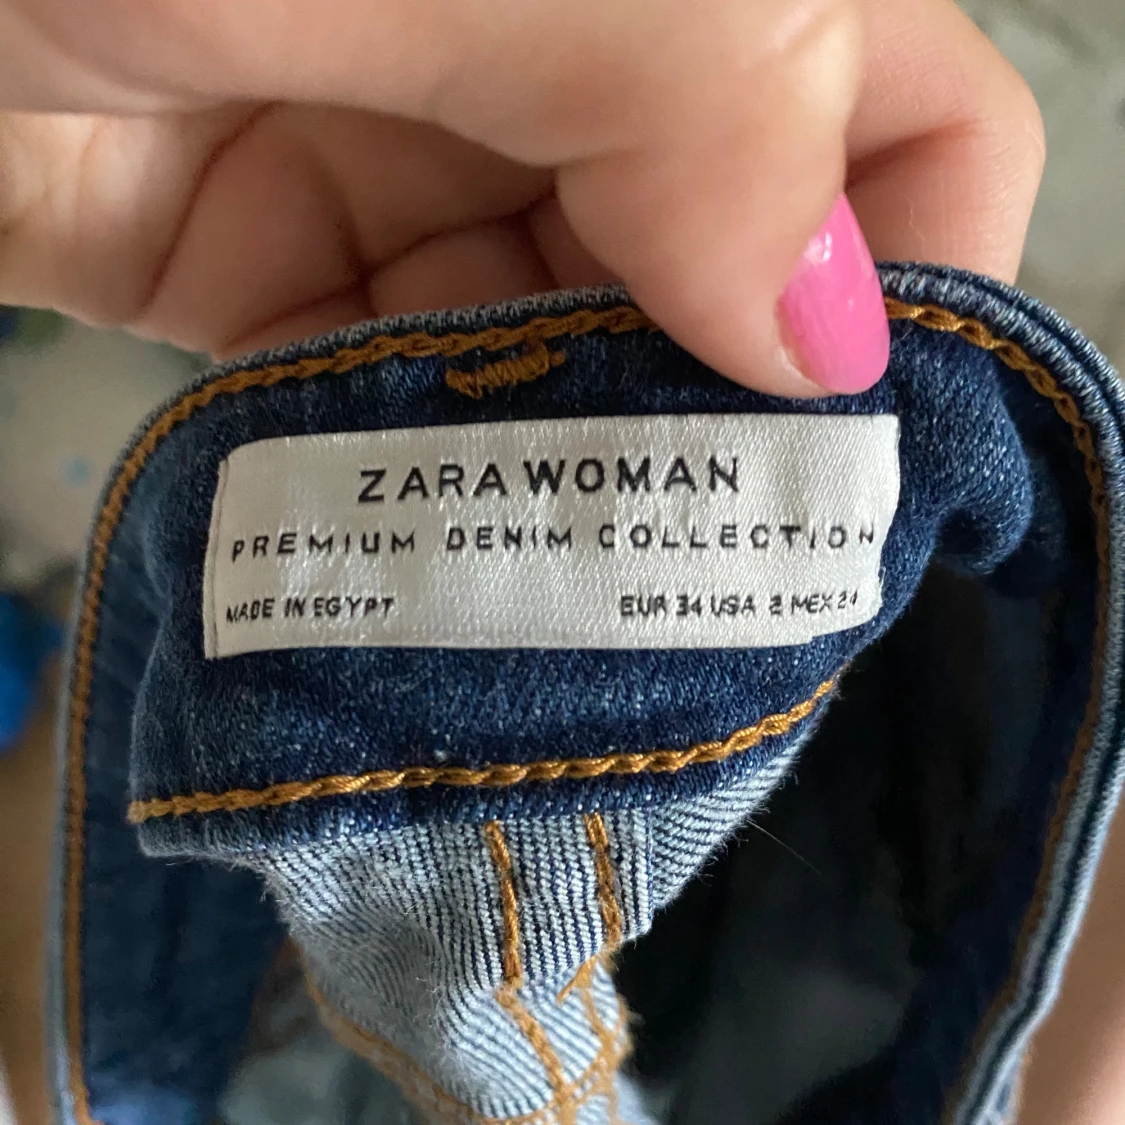 ZARA WOMAN
PREMIUM DENIM COLLECTION
MADE IN EGYPT EUR 34 USA 2 MEX 24